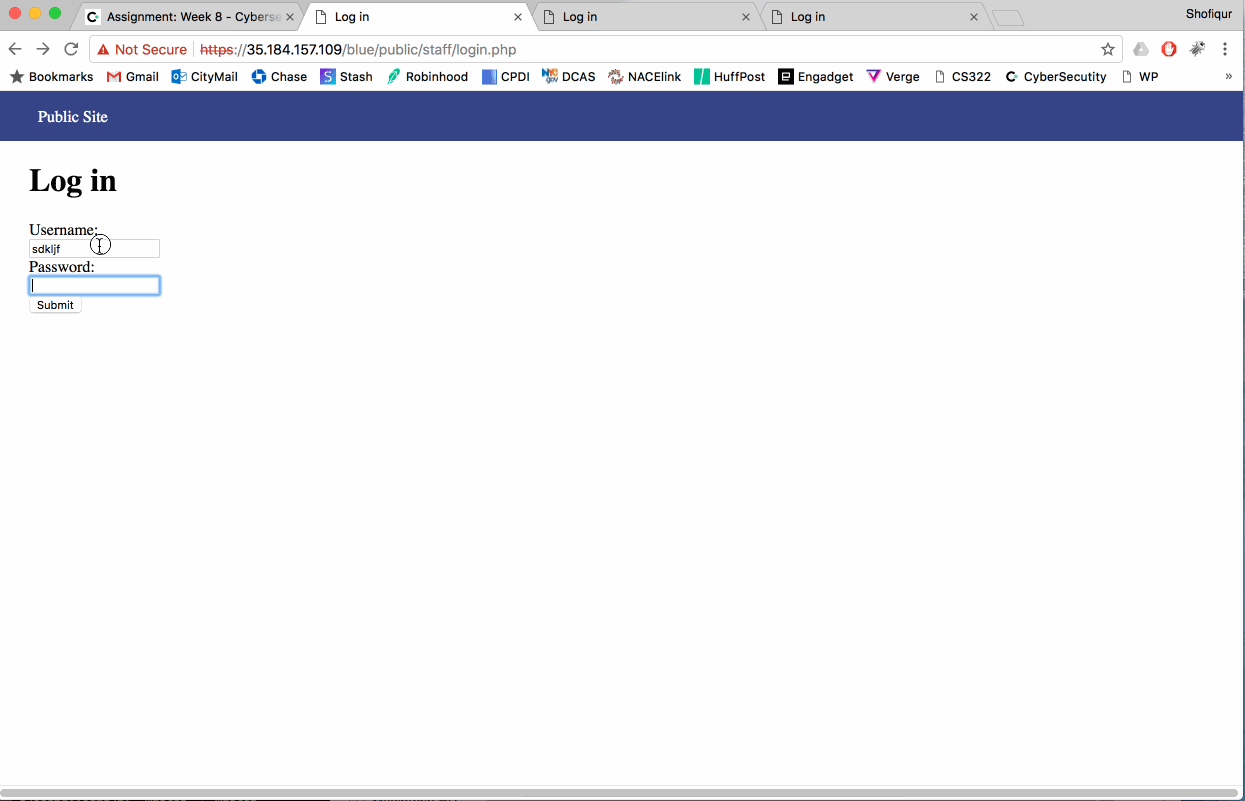 Assignment: Week 8 - Cyberse
Log in
Log in
Log in
Shofiqur
Not Secure
https://35.184.157.109/blue/public/staff/login.php
Bookmarks Gmail CityMail Chase Stash Robinhood CPDI DCAS NACElink HuffPost Engadget Verge CS322 CyberSecutity WP »
Public Site
Log in
Username:
sdkljf
Password:
Submit